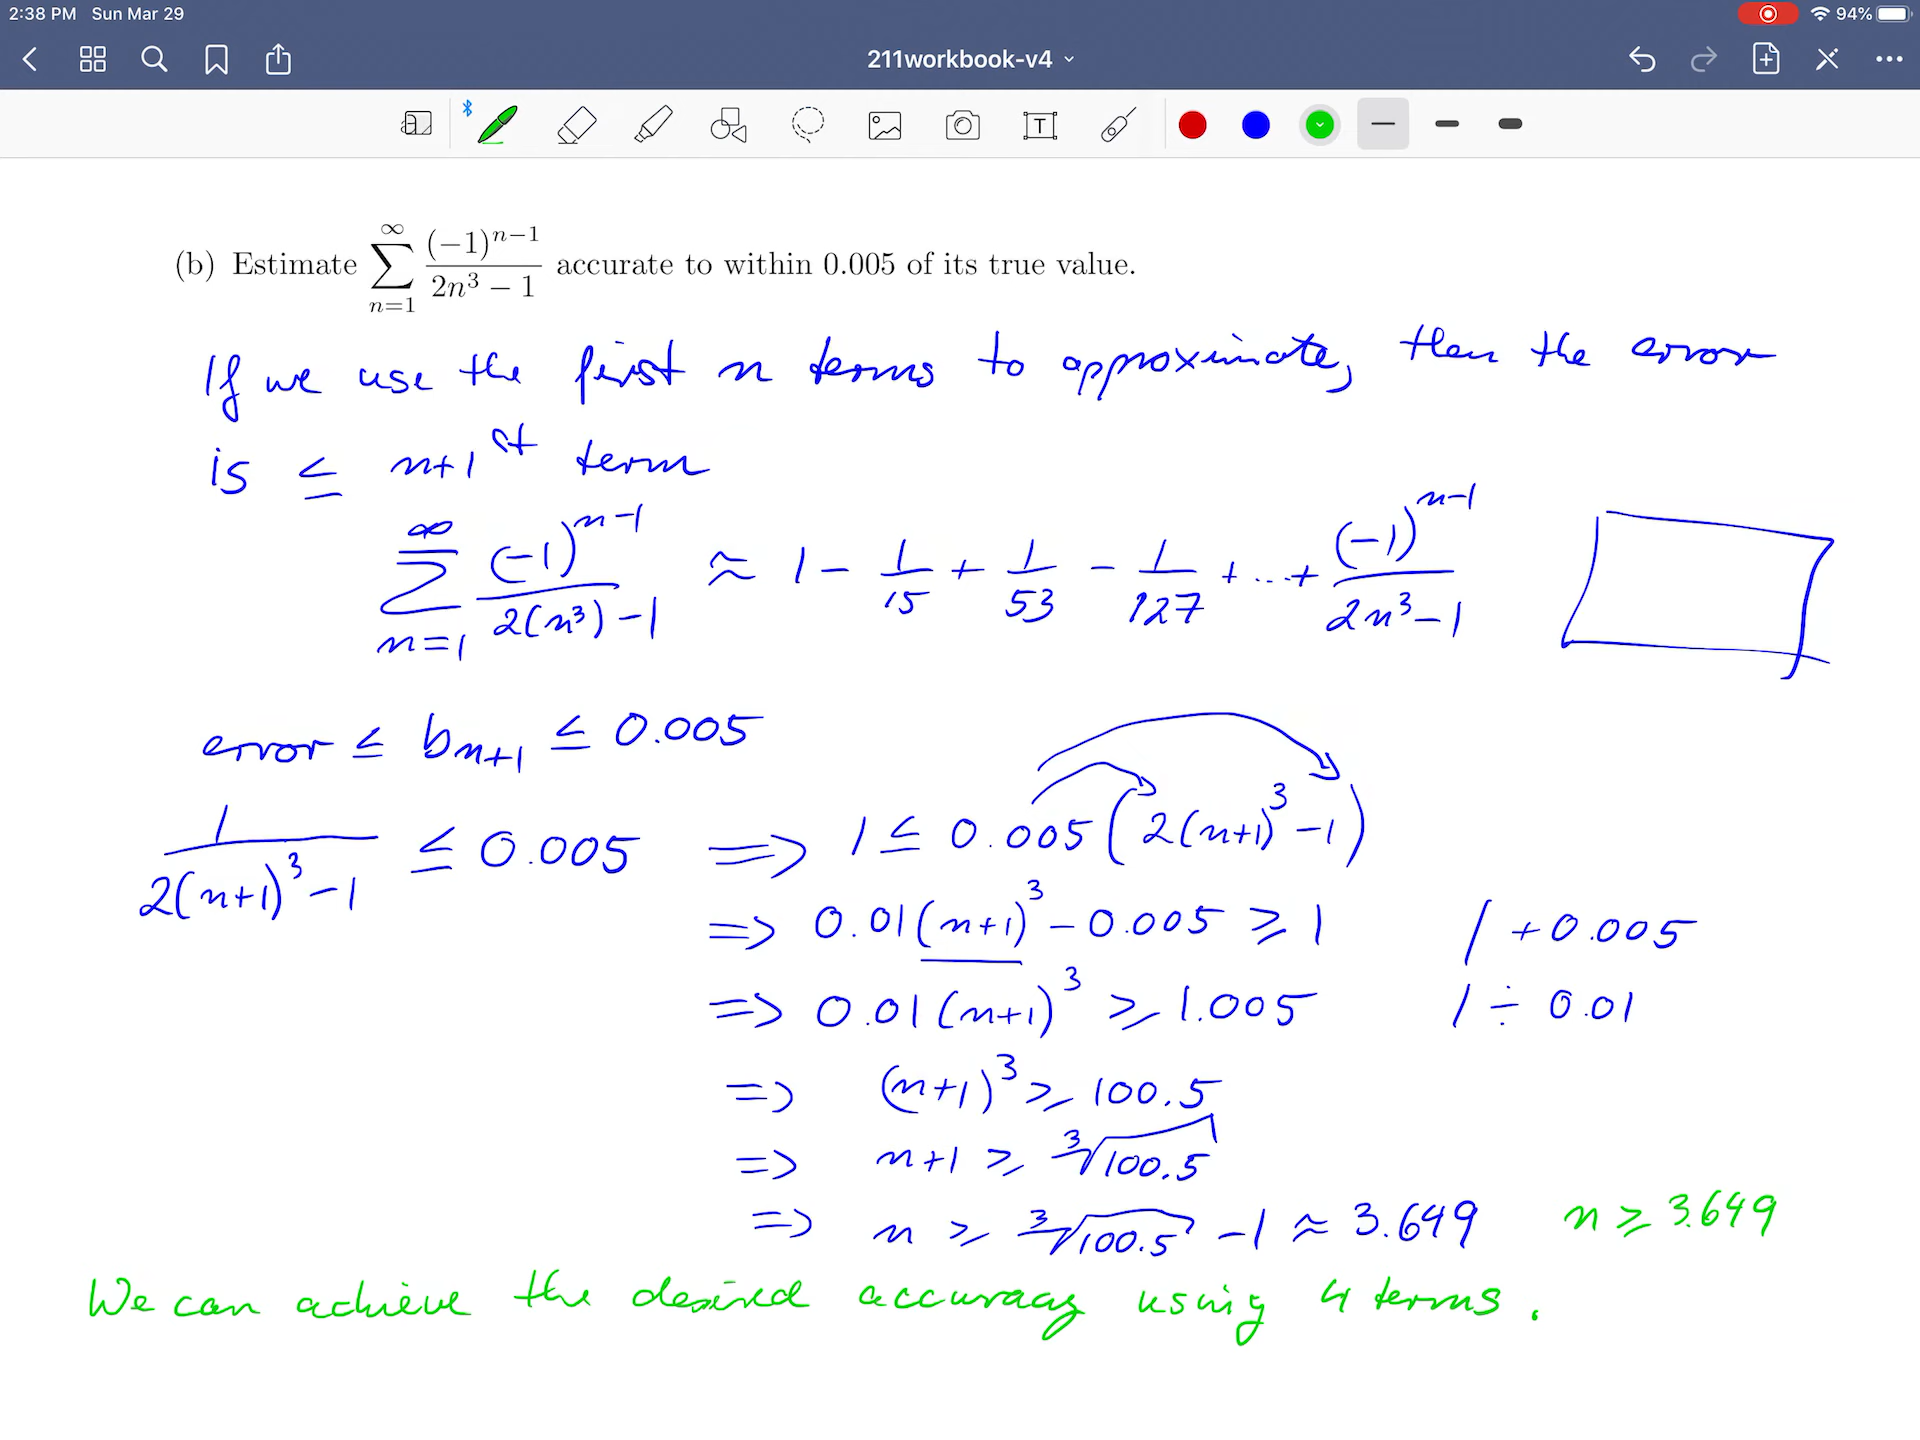 2:38 PM Sun Mar 29 94%
211workbook-v4
(b) Estimate ∑_{n=1}^{∞} (-1)^{n-1}/(2n^3 - 1) accurate to within 0.005 of its true value.
If we use the first n terms to approximate, then the error
is ≤ n+1^{st} term
∑_{n=1}^{∞} (-1)^{n-1}/(2(n^3)-1) ≈ 1 - 1/15 + 1/53 - 1/127 + ... + (-1)^{n-1}/(2n^3-1)
error ≤ b_{n+1} ≤ 0.005
1/(2(n+1)^3-1) ≤ 0.005 => 1 ≤ 0.005(2(n+1)^3-1)
=> 0.01(n+1)^3 - 0.005 ≥ 1 / +0.005
=> 0.01(n+1)^3 ≥ 1.005 / ÷ 0.01
=> (n+1)^3 ≥ 100.5
=> n+1 ≥ ∛100.5
=> n ≥ ∛100.5 - 1 ≈ 3.649 n ≥ 3.649
We can achieve the desired accuracy using 4 terms.